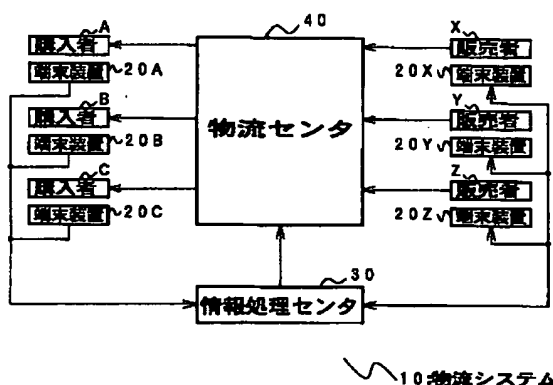 40
A
購入者
端末装置
20A
B
購入者
端末装置
20B
C
購入者
端末装置
20C
物流センタ
X
販売者
20X
端末装置
Y
販売者
20Y
端末装置
Z
販売者
20Z
端末装置
30
情報処理センタ
10:物流システム